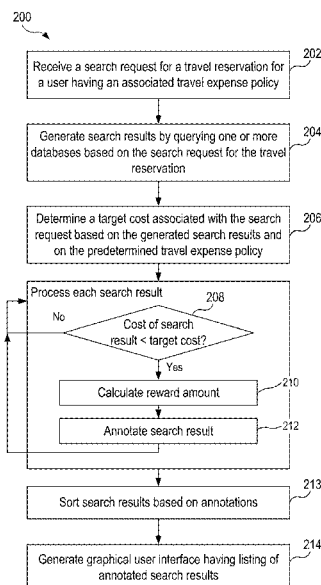 200
202
Receive a search request for a travel reservation for
a user having an associated travel expense policy
204
Generate search results by querying one or more
databases based on the search request for the travel
reservation
206
Determine a target cost associated with the search
request based on the generated search results and
on the predetermined travel expense policy
Process each search result
208
No
Cost of search
result < target cost?
Yes
210
Calculate reward amount
212
Annotate search result
213
Sort search results based on annotations
214
Generate graphical user interface having listing of
annotated search results